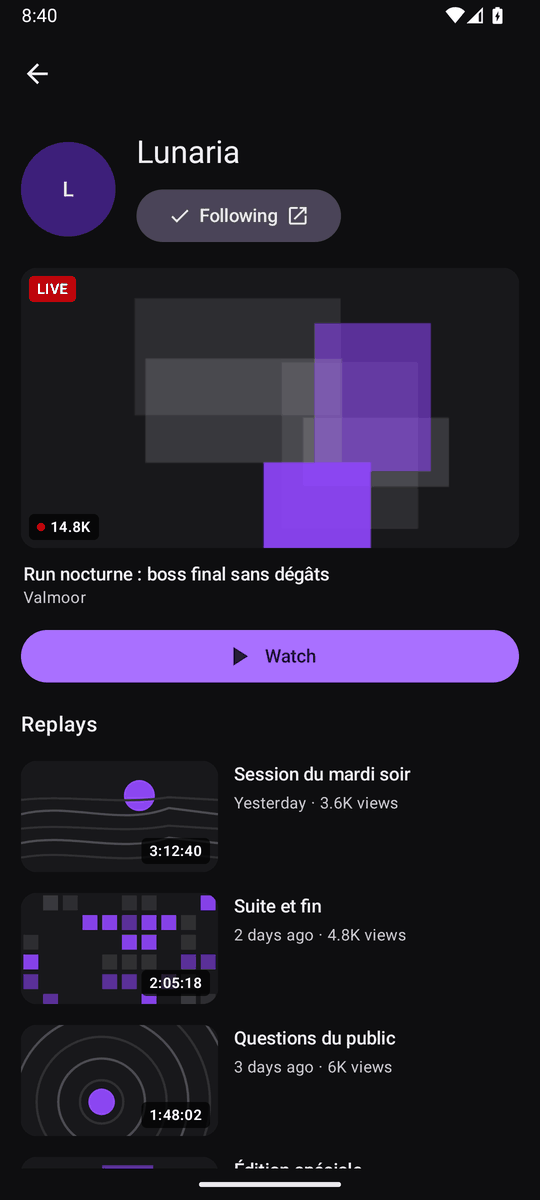 8:40
Lunaria
L
Following
LIVE
14.8K
Run nocturne : boss final sans dégâts
Valmoor
Watch
Replays
Session du mardi soir
Yesterday · 3.6K views
3:12:40
Suite et fin
2 days ago · 4.8K views
2:05:18
Questions du public
3 days ago · 6K views
1:48:02
Édition spéciale